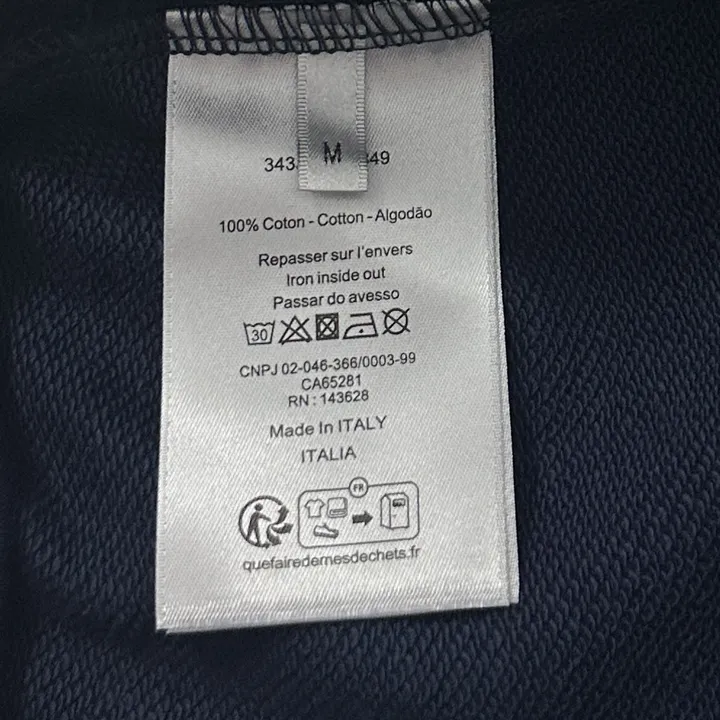 M
343 49
100% Coton - Cotton - Algodão
Repasser sur l'envers
Iron inside out
Passar do avesso
30
CNPJ 02-046-366/0003-99
CA65281
RN : 143628
Made In ITALY
ITALIA
FR
quefairedemesdechets.fr